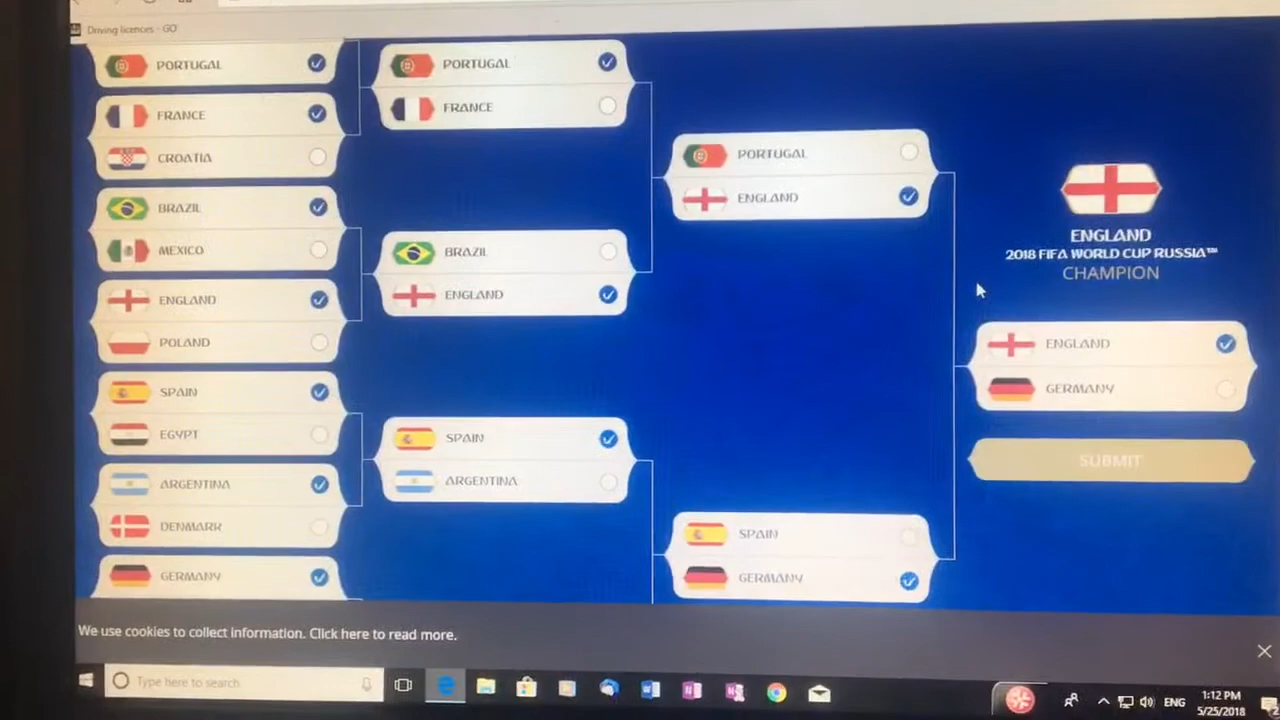 Driving licences - GO
PORTUGAL
FRANCE
CROATIA
BRAZIL
MEXICO
ENGLAND
POLAND
SPAIN
EGYPT
ARGENTINA
DENMARK
GERMANY
PORTUGAL
FRANCE
BRAZIL
ENGLAND
SPAIN
ARGENTINA
PORTUGAL
ENGLAND
SPAIN
GERMANY
ENGLAND
2018 FIFA WORLD CUP RUSSIA™
CHAMPION
ENGLAND
GERMANY
SUBMIT
We use cookies to collect information. Click here to read more.
Type here to search
ENG
1:12 PM
5/25/2018